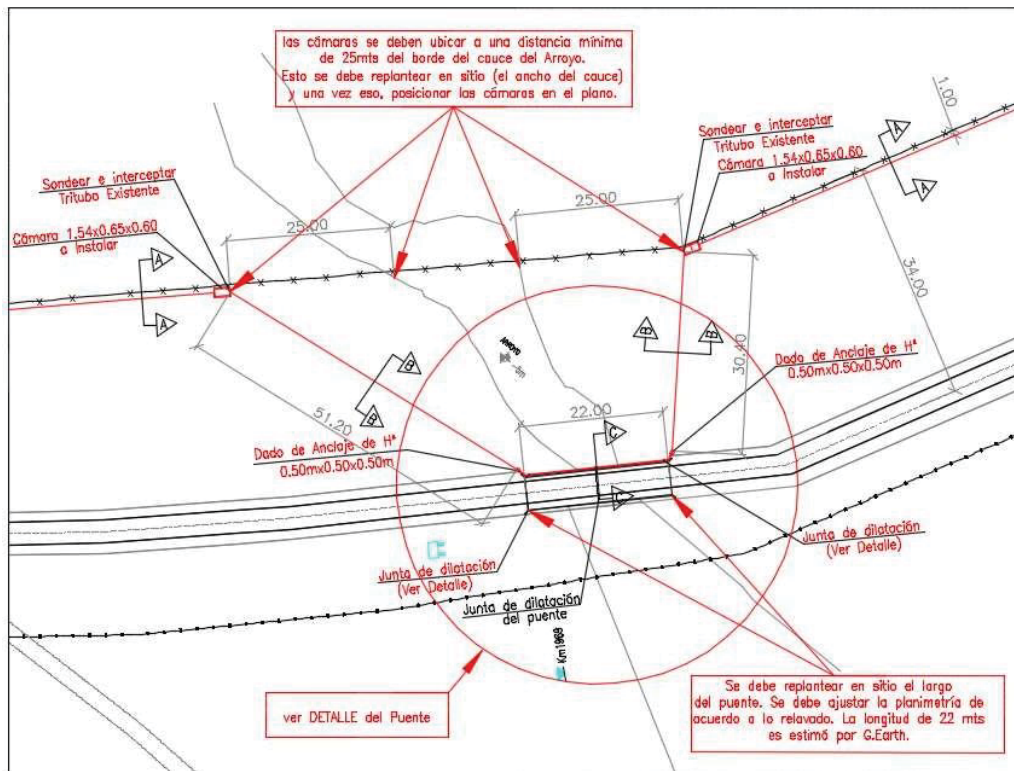 las cámaras se deben ubicar a una distancia mínima
de 25mts del borde del cauce del Arroyo.
Esto se debe replantear en sitio (el ancho del cauce)
y una vez eso, posicionar las cámaras en el plano.
1.00
Sondear e interceptar
Tritubo Existente
Cámara 1.54x0.65x0.60
a Instalar
A
A
Sondear e interceptar
Tritubo Existente
Cámara 1.54x0.65x0.60
a Instalar
A
A
25.00
25.00
34.00
30.40
ARROYO
B
B
B
B
51.20
22.00
C
C
Dado de Anclaje de Hª
0.50mx0.50x0.50m
Dado de Anclaje de Hª
0.50mx0.50x0.50m
Junta de dilatación
(Ver Detalle)
Junta de dilatación
(Ver Detalle)
Junta de dilatación
del puente
Km1969
ver DETALLE del Puente
Se debe replantear en sitio el largo
del puente. Se debe ajustar la planimetría de
acuerdo a lo relavado. La longitud de 22 mts
es estimó por G.Earth.